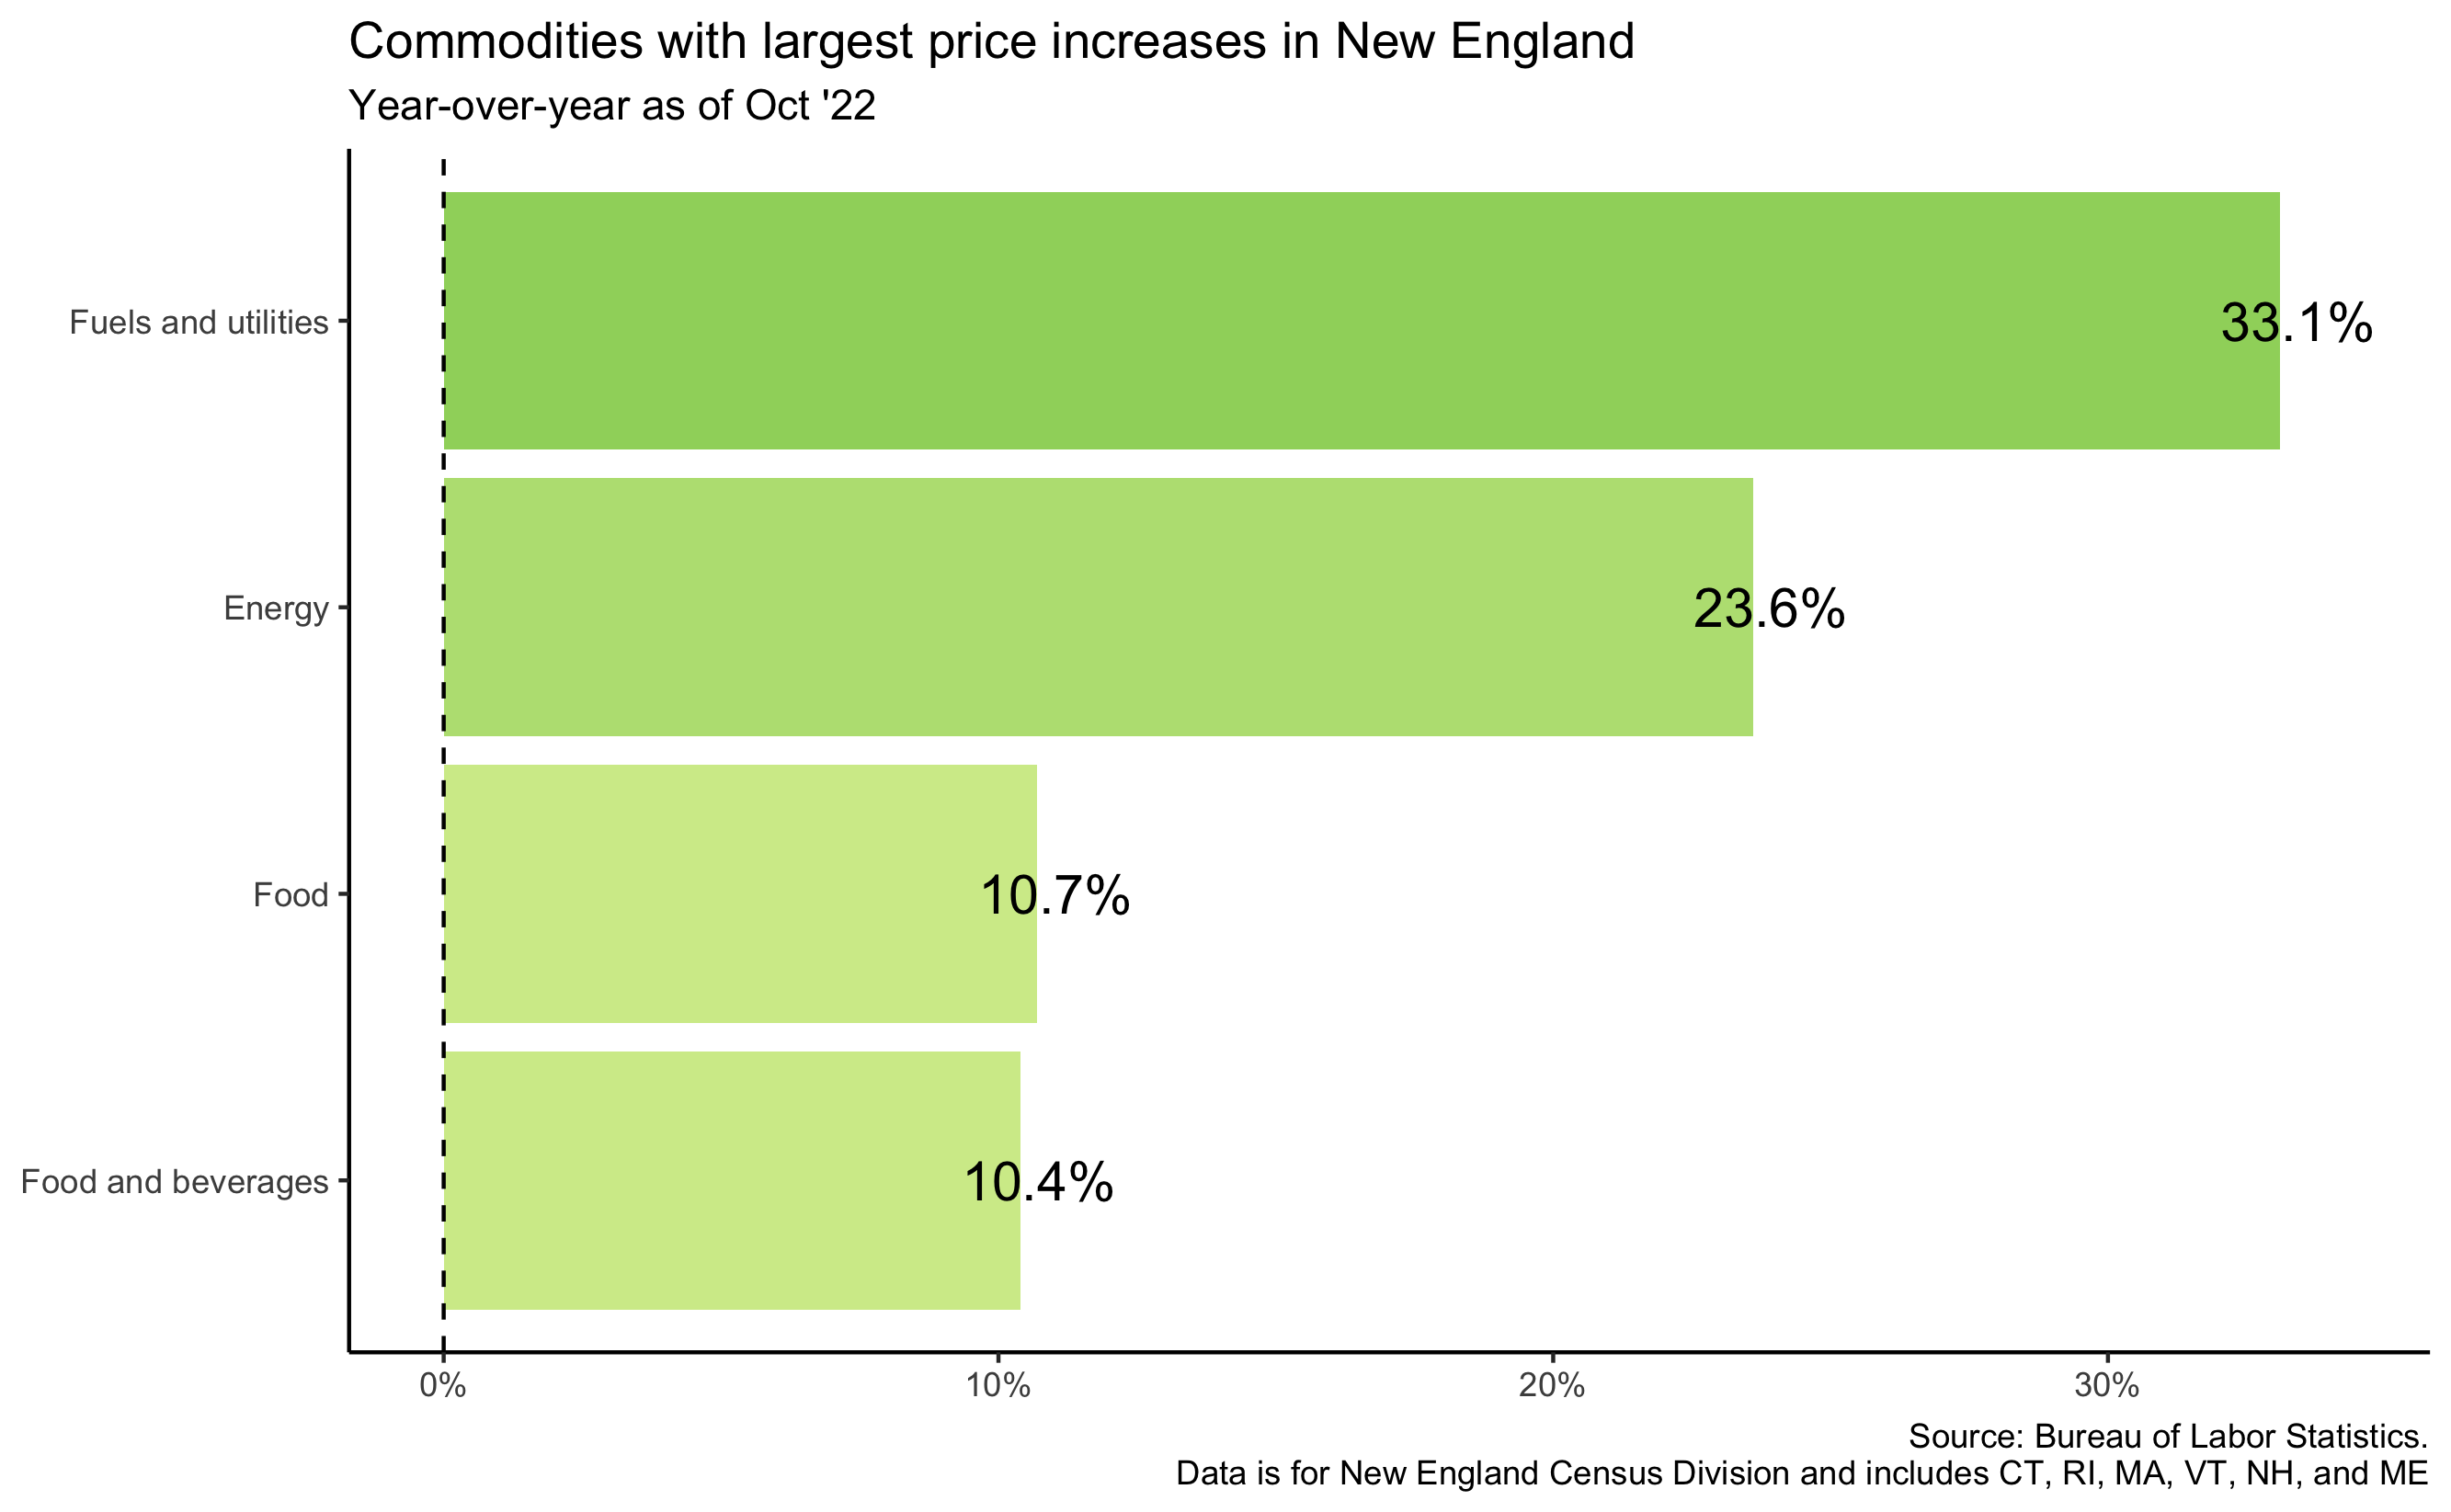 Commodities with largest price increases in New England
Year-over-year as of Oct '22
Fuels and utilities
33.1%
Energy
23.6%
Food
10.7%
Food and beverages
10.4%
0%
10%
20%
30%
Source: Bureau of Labor Statistics.
Data is for New England Census Division and includes CT, RI, MA, VT, NH, and ME